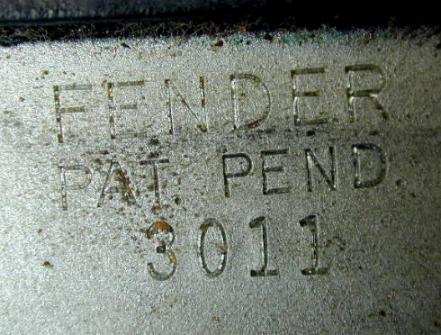 FENDER
PAT PEND
3011